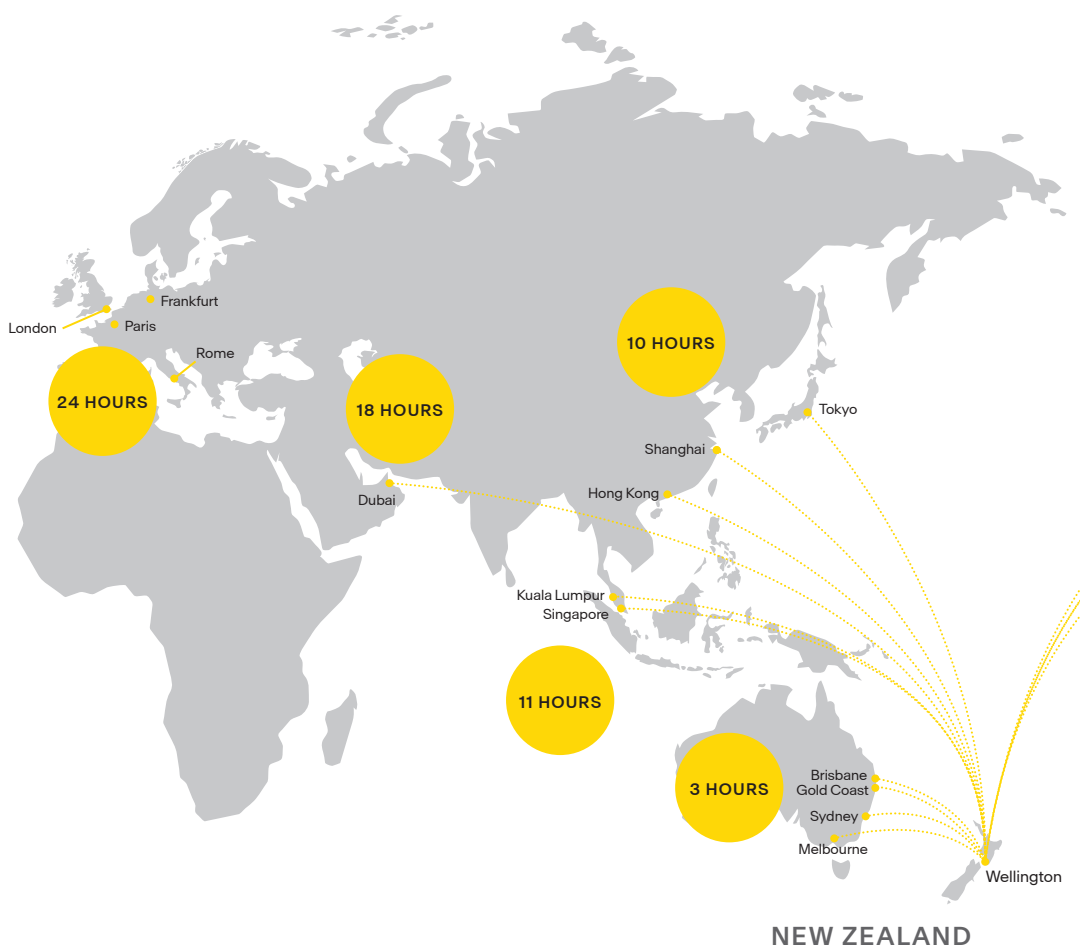 Frankfurt
London
Paris
10 HOURS
Rome
24 HOURS
18 HOURS
Tokyo
Shanghai
Hong Kong
Dubai
Kuala Lumpur
Singapore
11 HOURS
Brisbane
3 HOURS
Gold Coast
Sydney
Melbourne
Wellington
NEW ZEALAND